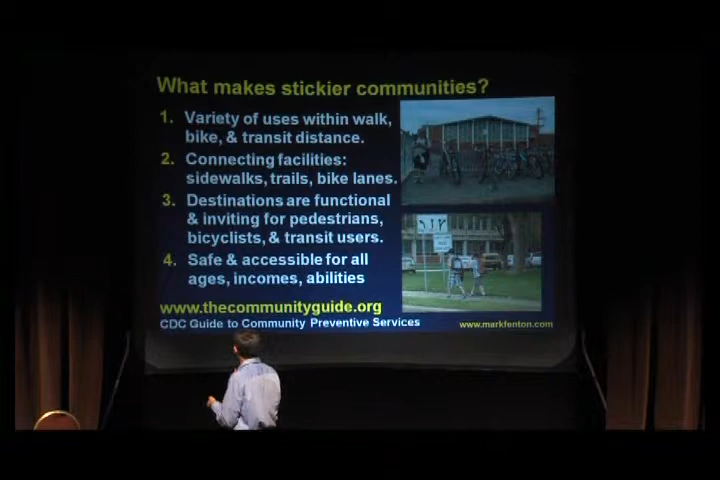 What makes stickier communities?
1. Variety of uses within walk,
bike, & transit distance.
2. Connecting facilities:
sidewalks, trails, bike lanes.
3. Destinations are functional
& inviting for pedestrians,
bicyclists, & transit users.
4. Safe & accessible for all
ages, incomes, abilities
www.thecommunityguide.org
CDC Guide to Community Preventive Services
www.markfenton.com